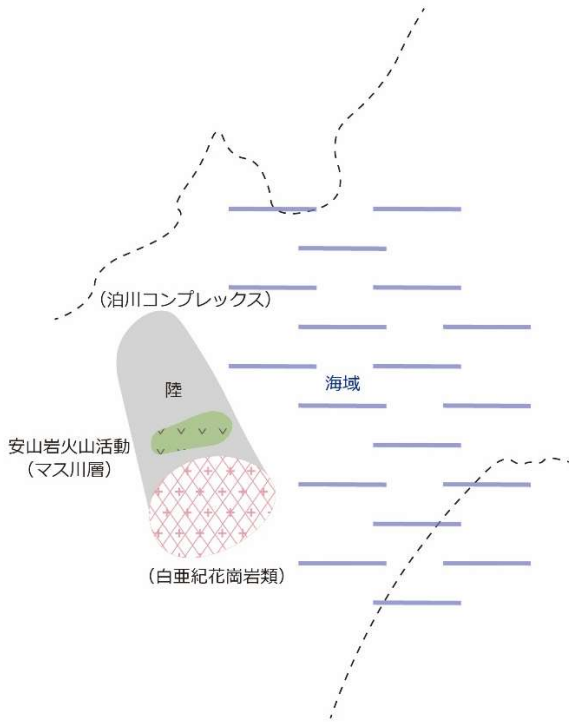 (泊川コンプレックス)
陸
海域
安山岩火山活動
(マス川層)
(白亜紀花崗岩類)